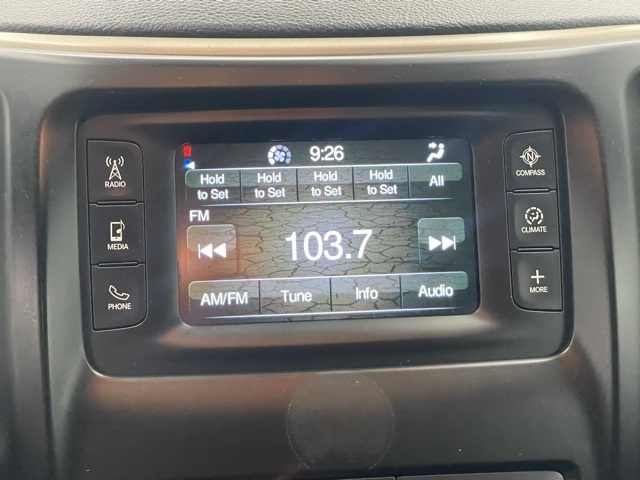 9:26
Hold to Set Hold to Set Hold to Set Hold to Set All
FM
103.7
AM/FM Tune Info Audio
RADIO
MEDIA
PHONE
N
COMPASS
CLIMATE
MORE